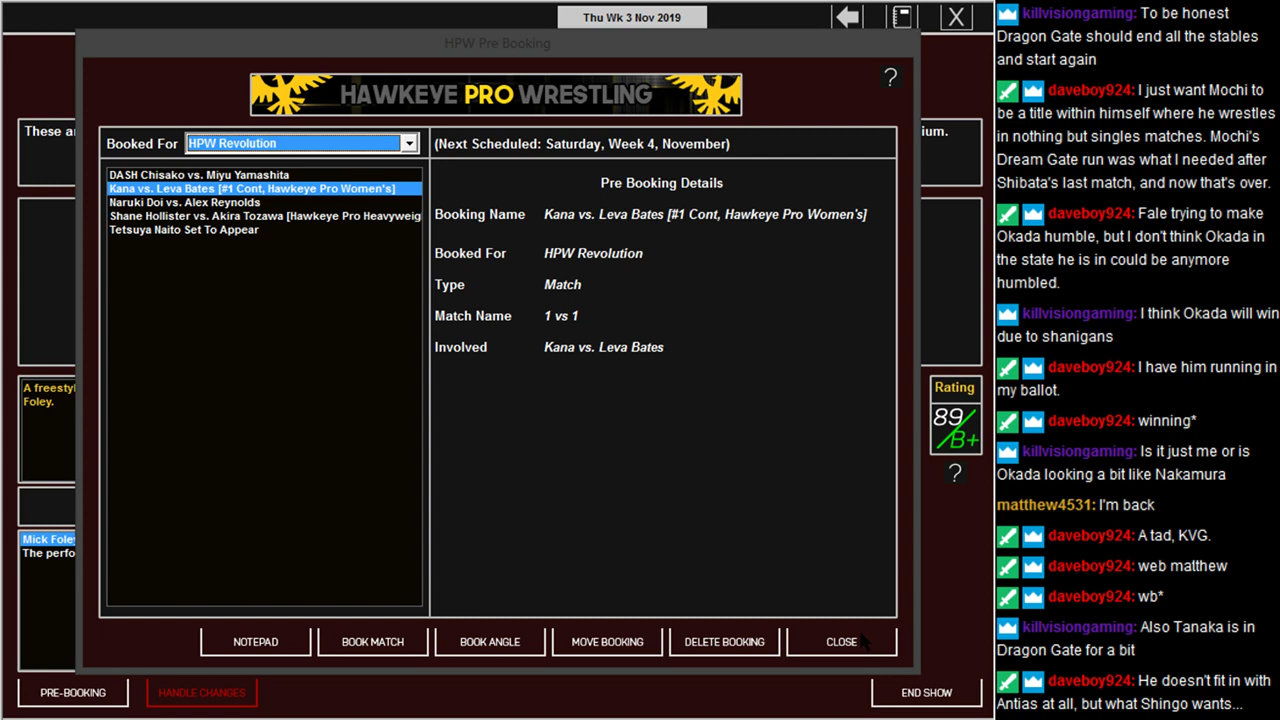 Thu Wk 3 Nov 2019
HPW Pre Booking
HAWKEYE PRO WRESTLING
?
These ar
ium.
Booked For HPW Revolution
(Next Scheduled: Saturday, Week 4, November)
DASH Chisako vs. Miyu Yamashita
Kana vs. Leva Bates [#1 Cont, Hawkeye Pro Women's]
Naruki Doi vs. Alex Reynolds
Shane Hollister vs. Akira Tozawa [Hawkeye Pro Heavyweig
Tetsuya Naito Set To Appear
Pre Booking Details
Booking Name Kana vs. Leva Bates [#1 Cont, Hawkeye Pro Women's]
Booked For HPW Revolution
Type Match
Match Name 1 vs 1
Involved Kana vs. Leva Bates
A freesty
Foley.
Rating
89/B+
?
Mick Foley
The perfo
NOTEPAD
BOOK MATCH
BOOK ANGLE
MOVE BOOKING
DELETE BOOKING
CLOSE
PRE-BOOKING
HANDLE CHANGES
END SHOW
killvisiongaming: To be honest
Dragon Gate should end all the stables
and start again
daveboy924: I just want Mochi to
be a title within himself where he wrestles
in nothing but singles matches. Mochi's
Dream Gate run was what I needed after
Shibata's last match, and now that's over.
daveboy924: Fale trying to make
Okada humble, but I don't think Okada in
the state he is in could be anymore
humbled.
killvisiongaming: I think Okada will win
due to shanigans
daveboy924: I have him running in
my ballot.
daveboy924: winning*
killvisiongaming: Is it just me or is
Okada looking a bit like Nakamura
matthew4531: I'm back
daveboy924: A tad, KVG.
daveboy924: web matthew
daveboy924: wb*
killvisiongaming: Also Tanaka is in
Dragon Gate for a bit
daveboy924: He doesn't fit in with
Antias at all, but what Shingo wants...